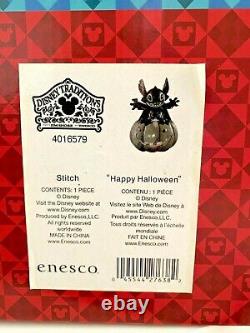 DISNEY TRADITIONS
4016579
Stitch
"Happy Halloween"
CONTENTS: 1 PIECE
© Disney
Visit the Disney website at
www.Disney.com
Produced by Enesco,LLC.
All rights reserved
worldwide
MADE IN CHINA
www.Enesco.com
CONTENU : 1 PIÈCE
© Disney
Visitez le site Web de Disney à
www.Disney.com
Produit par Enesco,LLC.
Tous droits réservés à l'échelle
mondiale
FAIT EN CHINE
www.Enesco.com
enesco.